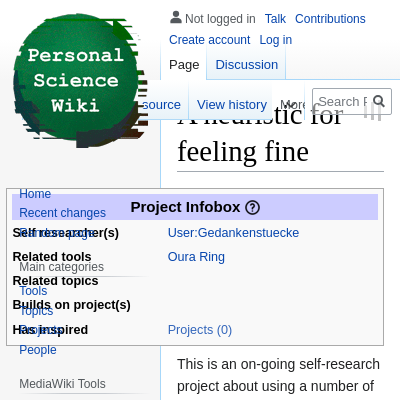 Not logged in Talk Contributions
Create account Log in
Personal
Science
Wiki
Page Discussion
source View history More
Search P
A heuristic for
feeling fine
Home
Recent changes
Random page
Main categories
Tools
Topics
Projects
People
MediaWiki Tools
Project Infobox ?
Self researcher(s) User:Gedankenstuecke
Related tools Oura Ring
Related topics
Builds on project(s)
Has inspired Projects (0)
This is an on-going self-research
project about using a number of